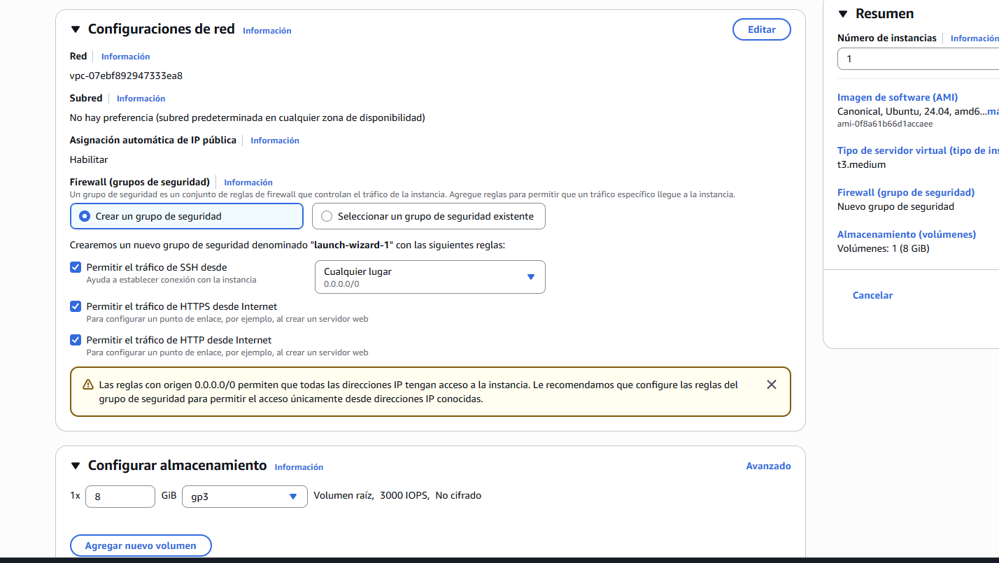 Configuraciones de red Información
Editar
Red Información
vpc-07ebf892947333ea8
Subred Información
No hay preferencia (subred predeterminada en cualquier zona de disponibilidad)
Asignación automática de IP pública Información
Habilitar
Firewall (grupos de seguridad) Información
Un grupo de seguridad es un conjunto de reglas de firewall que controlan el tráfico de la instancia. Agregue reglas para permitir que un tráfico específico llegue a la instancia.
Crear un grupo de seguridad
Seleccionar un grupo de seguridad existente
Crearemos un nuevo grupo de seguridad denominado "launch-wizard-1" con las siguientes reglas:
Permitir el tráfico de SSH desde
Ayuda a establecer conexión con la instancia
Cualquier lugar
0.0.0.0/0
Permitir el tráfico de HTTPS desde Internet
Para configurar un punto de enlace, por ejemplo, al crear un servidor web
Permitir el tráfico de HTTP desde Internet
Para configurar un punto de enlace, por ejemplo, al crear un servidor web
Las reglas con origen 0.0.0.0/0 permiten que todas las direcciones IP tengan acceso a la instancia. Le recomendamos que configure las reglas del
grupo de seguridad para permitir el acceso únicamente desde direcciones IP conocidas.
Configurar almacenamiento Información
Avanzado
1x 8 GiB gp3 Volumen raíz, 3000 IOPS, No cifrado
Agregar nuevo volumen
Resumen
Número de instancias Información
1
Imagen de software (AMI)
Canonical, Ubuntu, 24.04, amd6...má
ami-0f8a61b66d1accaee
Tipo de servidor virtual (tipo de ins
t3.medium
Firewall (grupo de seguridad)
Nuevo grupo de seguridad
Almacenamiento (volúmenes)
Volúmenes: 1 (8 GiB)
Cancelar